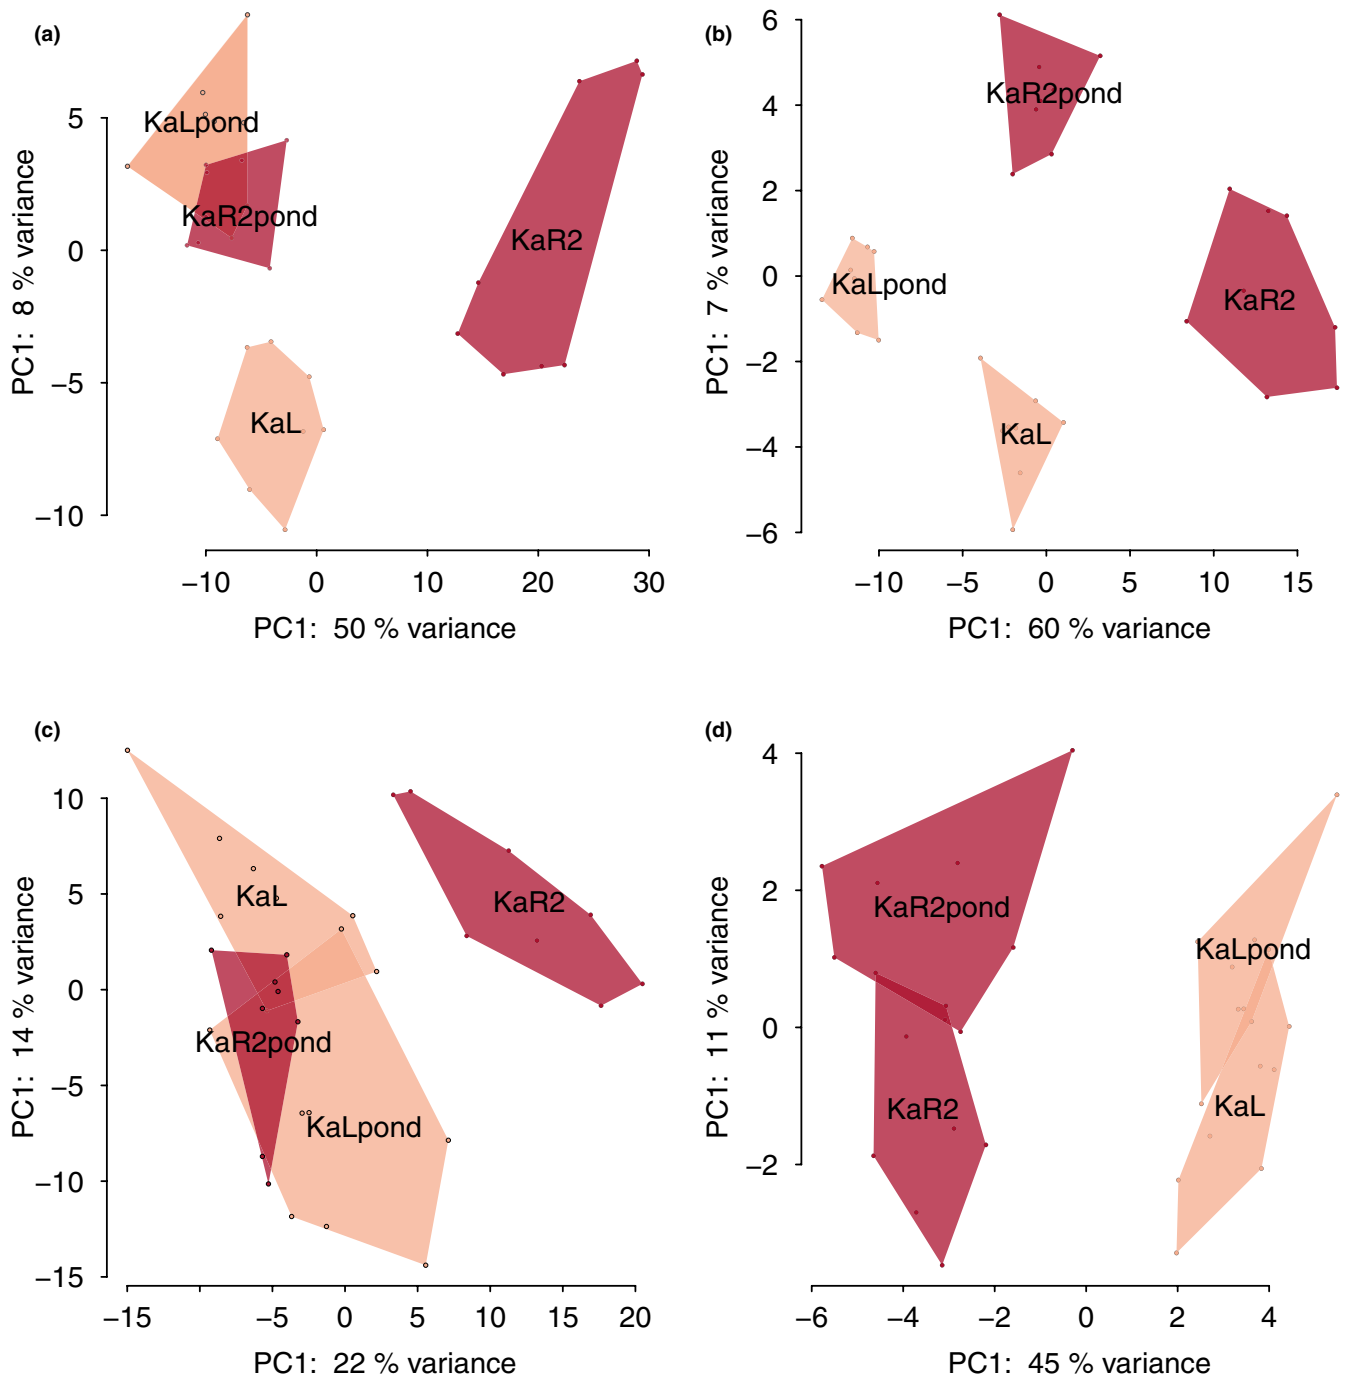 (a)
KaLpond
KaR2pond
KaR2
KaL
5
0
−5
−10
PC1: 8 % variance
−10 0 10 20 30
PC1: 50 % variance
(b)
KaR2pond
KaLpond
KaR2
KaL
6
4
2
0
−2
−4
−6
PC1: 7 % variance
−10 −5 0 5 10 15
PC1: 60 % variance
(c)
KaL
KaR2
KaR2pond
KaLpond
10
5
0
−5
−10
−15
PC1: 14 % variance
−15 −5 0 5 10 15 20
PC1: 22 % variance
(d)
KaR2pond
KaLpond
KaR2
KaL
4
2
0
−2
PC1: 11 % variance
−6 −4 −2 0 2 4
PC1: 45 % variance